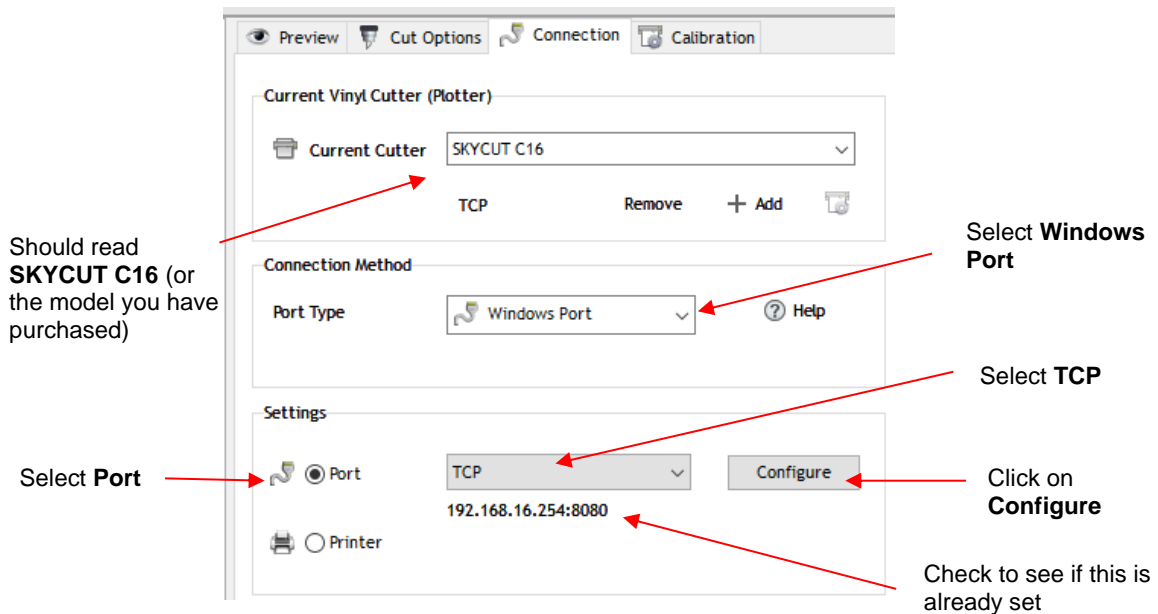 Preview Cut Options Connection Calibration
Current Vinyl Cutter (Plotter)
Current Cutter SKYCUT C16
TCP Remove + Add
Should read
SKYCUT C16 (or
the model you have
purchased)
Select Windows
Port
Connection Method
Port Type Windows Port ? Help
Select TCP
Settings
Select Port
Port TCP Configure
192.168.16.254:8080
Click on
Configure
Printer
Check to see if this is
already set